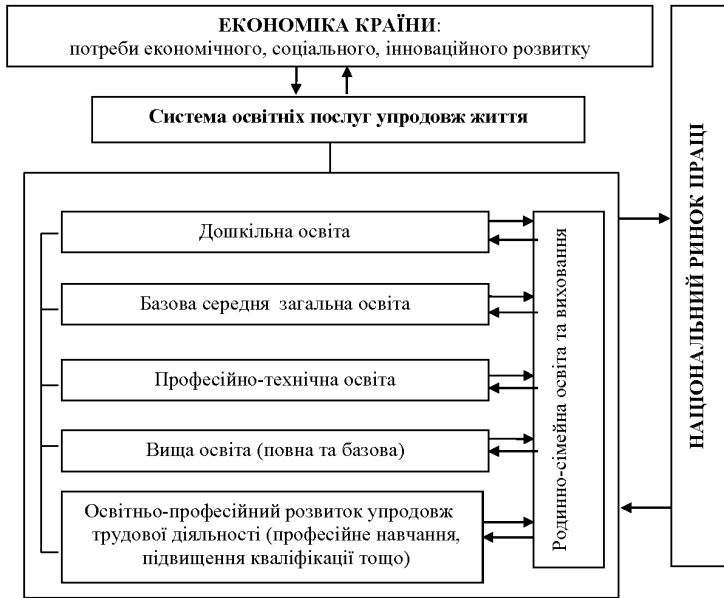 ЕКОНОМІКА КРАЇНИ:
потреби економічного, соціального, інноваційного розвитку
Система освітніх послуг упродовж життя
Дошкільна освіта
Базова середня загальна освіта
Професійно-технічна освіта
Вища освіта (повна та базова)
Освітньо-професійний розвиток упродовж
трудової діяльності (професійне навчання,
підвищення кваліфікації тощо)
Родинно-сімейна освіта та виховання
НАЦІОНАЛЬНИЙ РИНОК ПРАЦІ